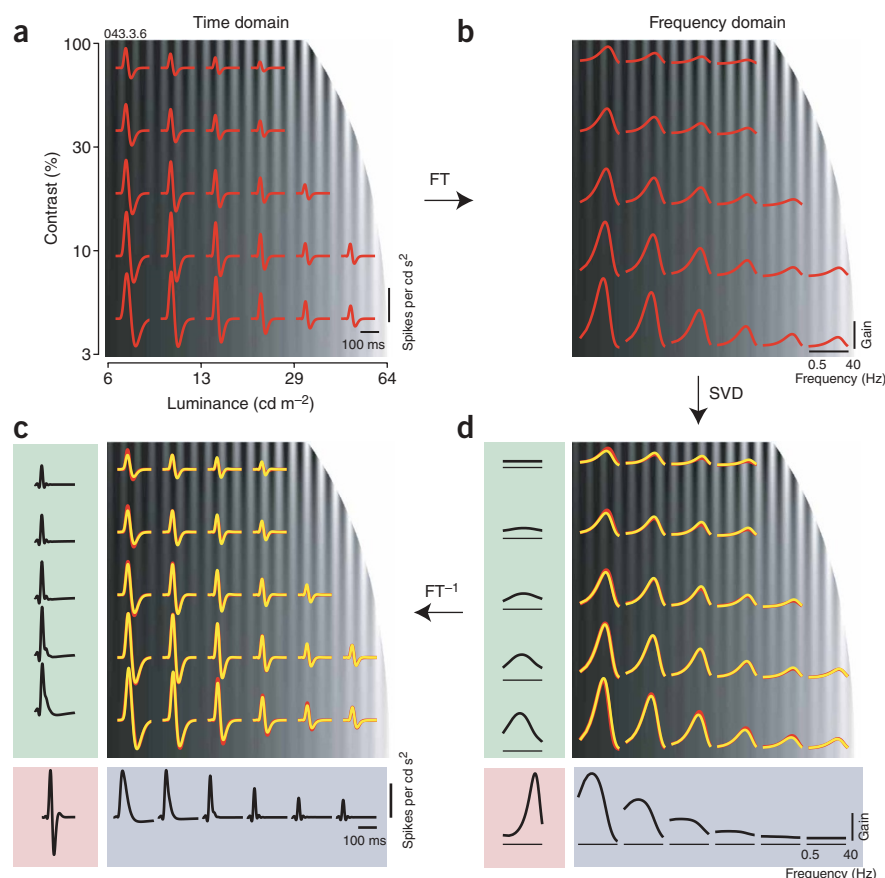 a
Time domain
043.3.6
100
30
10
3
Contrast (%)
6
13
29
64
Luminance (cd m⁻²)
Spikes per cd s²
100 ms
FT
b
Frequency domain
Gain
0.5
40
Frequency (Hz)
SVD
c
Spikes per cd s²
100 ms
FT⁻¹
d
Gain
0.5
40
Frequency (Hz)